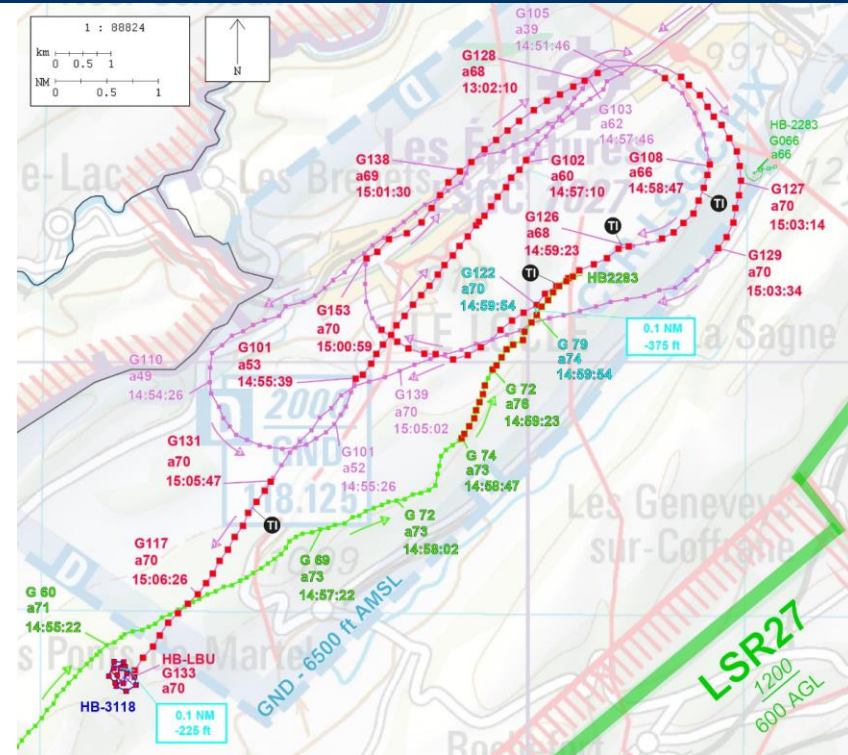 1 : 88824
km
0 0.5 1
NM
0 0.5 1
N
G105
a39
14:51:46
G128
a68
13:02:10
991
G103
a62
14:57:46
HB-2283
G066
a66
G138
a69
15:01:30
Les Éplatures
G102
a60
14:57:10
G108
a66
14:58:47
e-Lac
Les Brenets
G127
a70
15:03:14
G126
a68
14:59:23
TI
TI
TI
G122
a70
14:59:54
HB2283
G129
a70
15:03:34
G153
a70
15:00:59
LE LOCLE
0.1 NM
-375 ft
La Sagne
G 79
a74
14:59:54
G110
a49
14:54:26
G101
a53
14:55:39
G139
a70
15:05:02
G 72
a76
14:59:23
D
2000
GND
118.125
G101
a52
14:55:26
G131
a70
15:05:47
G 74
a73
14:58:47
TI
G 72
a73
14:58:02
Les Geneveys-
sur-Coffrane
G117
a70
15:06:26
G 69
a73
14:57:22
D
G 60
a71
14:55:22
s Ponts de Martel
GND - 6500 ft AMSL
LSR27
1200
600 AGL
HB-LBU
G133
a70
HB-3118
0.1 NM
-225 ft